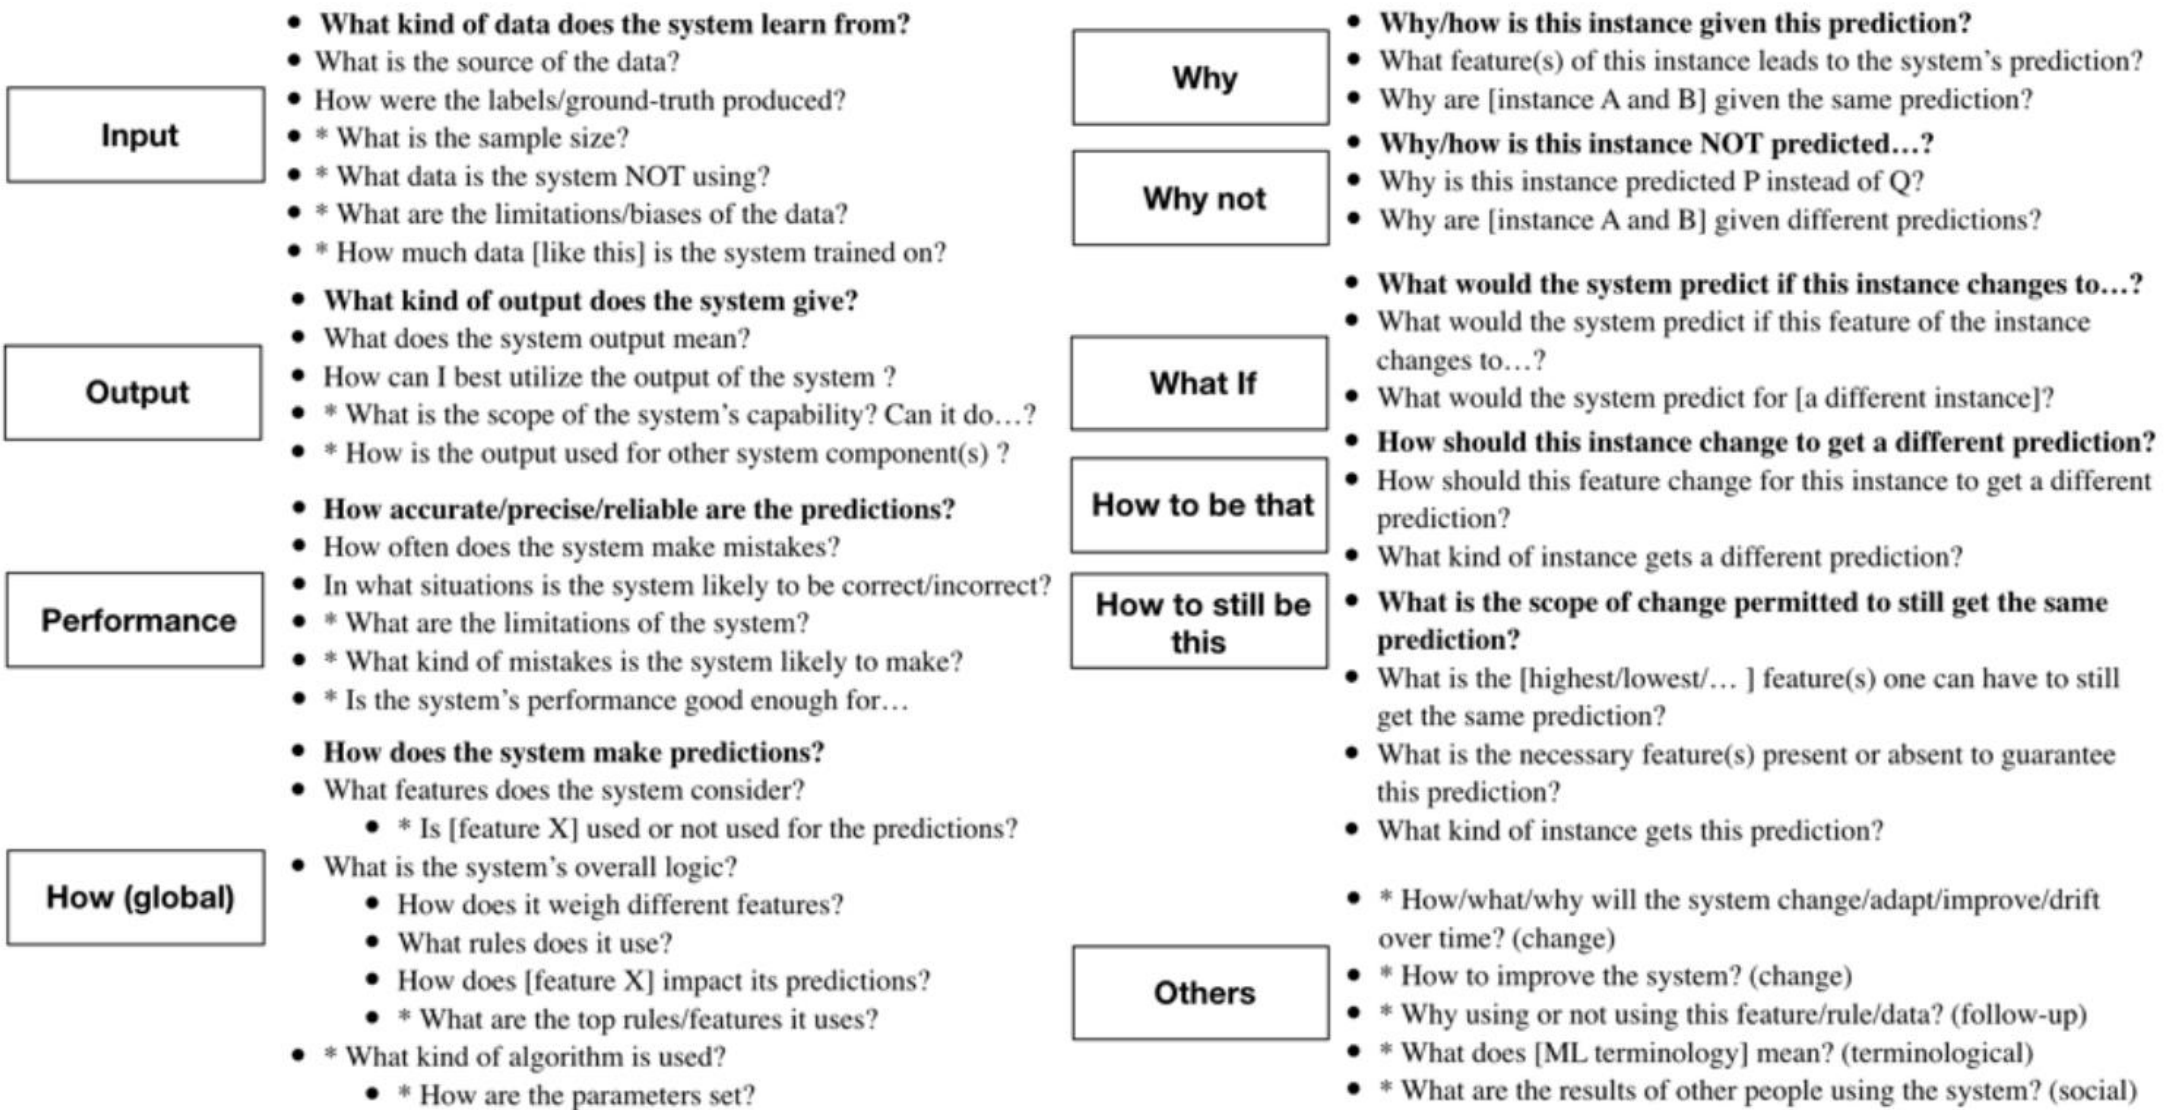 Input
• What kind of data does the system learn from?
• What is the source of the data?
• How were the labels/ground-truth produced?
• * What is the sample size?
• * What data is the system NOT using?
• * What are the limitations/biases of the data?
• * How much data [like this] is the system trained on?
Output
• What kind of output does the system give?
• What does the system output mean?
• How can I best utilize the output of the system ?
• * What is the scope of the system's capability? Can it do…?
• * How is the output used for other system component(s) ?
Performance
• How accurate/precise/reliable are the predictions?
• How often does the system make mistakes?
• In what situations is the system likely to be correct/incorrect?
• * What are the limitations of the system?
• * What kind of mistakes is the system likely to make?
• * Is the system's performance good enough for…
How (global)
• How does the system make predictions?
• What features does the system consider?
• * Is [feature X] used or not used for the predictions?
• What is the system's overall logic?
• How does it weigh different features?
• What rules does it use?
• How does [feature X] impact its predictions?
• * What are the top rules/features it uses?
• * What kind of algorithm is used?
• * How are the parameters set?
Why
• Why/how is this instance given this prediction?
• What feature(s) of this instance leads to the system's prediction?
• Why are [instance A and B] given the same prediction?
Why not
• Why/how is this instance NOT predicted…?
• Why is this instance predicted P instead of Q?
• Why are [instance A and B] given different predictions?
What If
• What would the system predict if this instance changes to…?
• What would the system predict if this feature of the instance
changes to…?
• What would the system predict for [a different instance]?
How to be that
• How should this instance change to get a different prediction?
• How should this feature change for this instance to get a different
prediction?
• What kind of instance gets a different prediction?
How to still be
this
• What is the scope of change permitted to still get the same
prediction?
• What is the [highest/lowest/… ] feature(s) one can have to still
get the same prediction?
• What is the necessary feature(s) present or absent to guarantee
this prediction?
• What kind of instance gets this prediction?
Others
• * How/what/why will the system change/adapt/improve/drift
over time? (change)
• * How to improve the system? (change)
• * Why using or not using this feature/rule/data? (follow-up)
• * What does [ML terminology] mean? (terminological)
• * What are the results of other people using the system? (social)